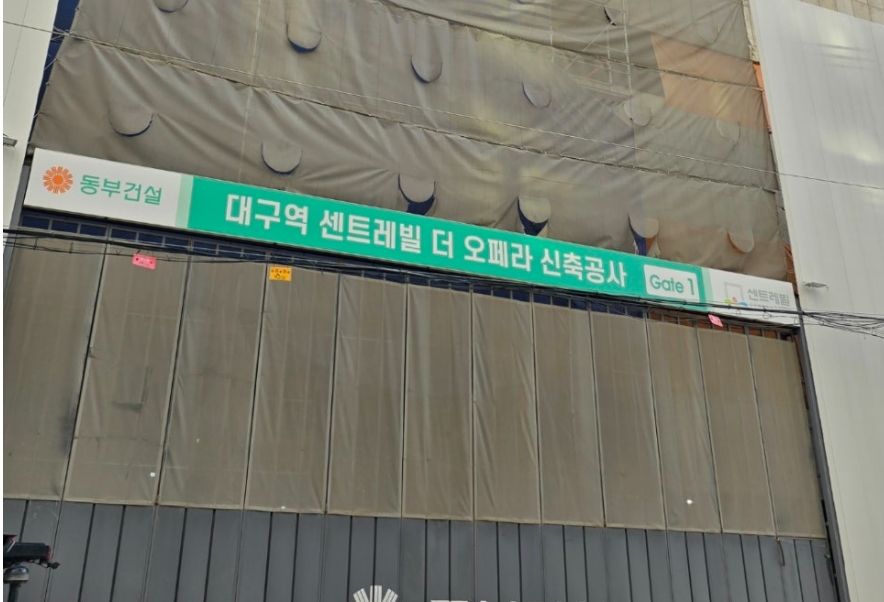 동부건설
대구역 센트레빌 더 오페라 신축공사
Gate 1
센트레빌